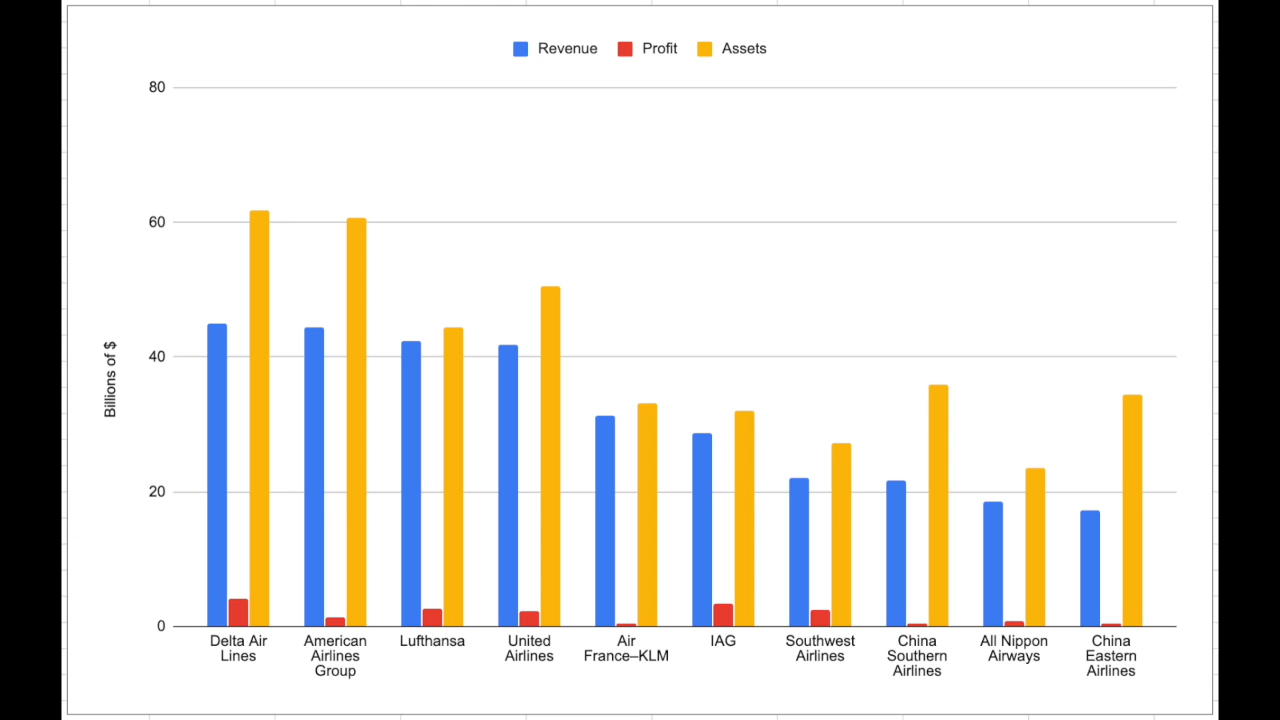 Revenue Profit Assets
80
60
40
20
0
Billions of $
Delta Air
Lines
American
Airlines
Group
Lufthansa
United
Airlines
Air
France–KLM
IAG
Southwest
Airlines
China
Southern
Airlines
All Nippon
Airways
China
Eastern
Airlines